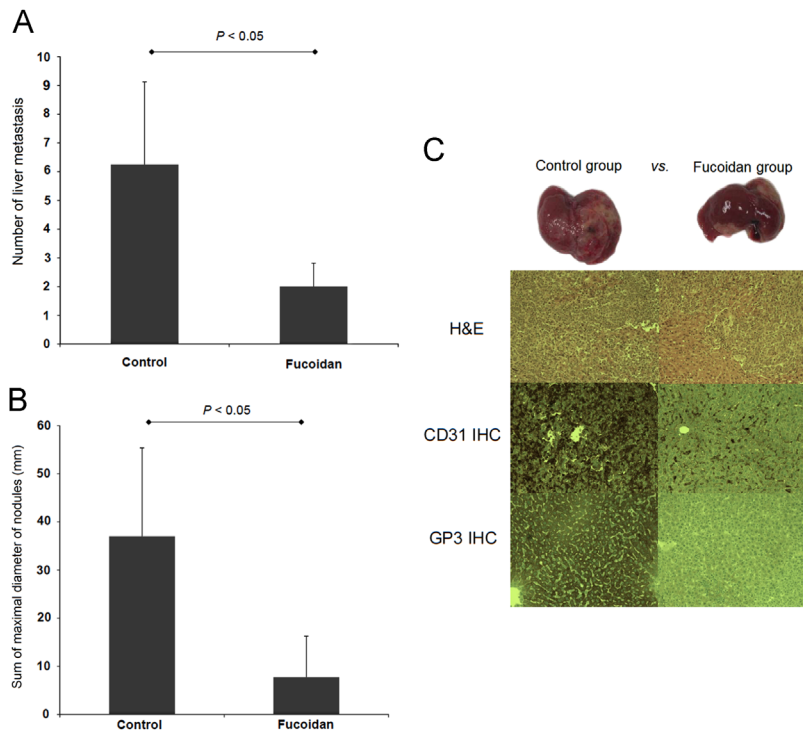 A
P < 0.05
Number of liver metastasis
10
9
8
7
6
5
4
3
2
1
0
Control Fucoidan
B
P < 0.05
Sum of maximal diameter of nodules (mm)
60
50
40
30
20
10
0
Control Fucoidan
C
Control group vs. Fucoidan group
H&E
CD31 IHC
GP3 IHC